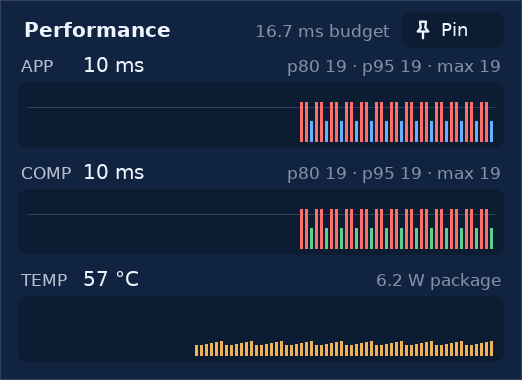 Performance 16.7 ms budget Pin
APP 10 ms p80 19 · p95 19 · max 19
COMP 10 ms p80 19 · p95 19 · max 19
TEMP 57 °C 6.2 W package